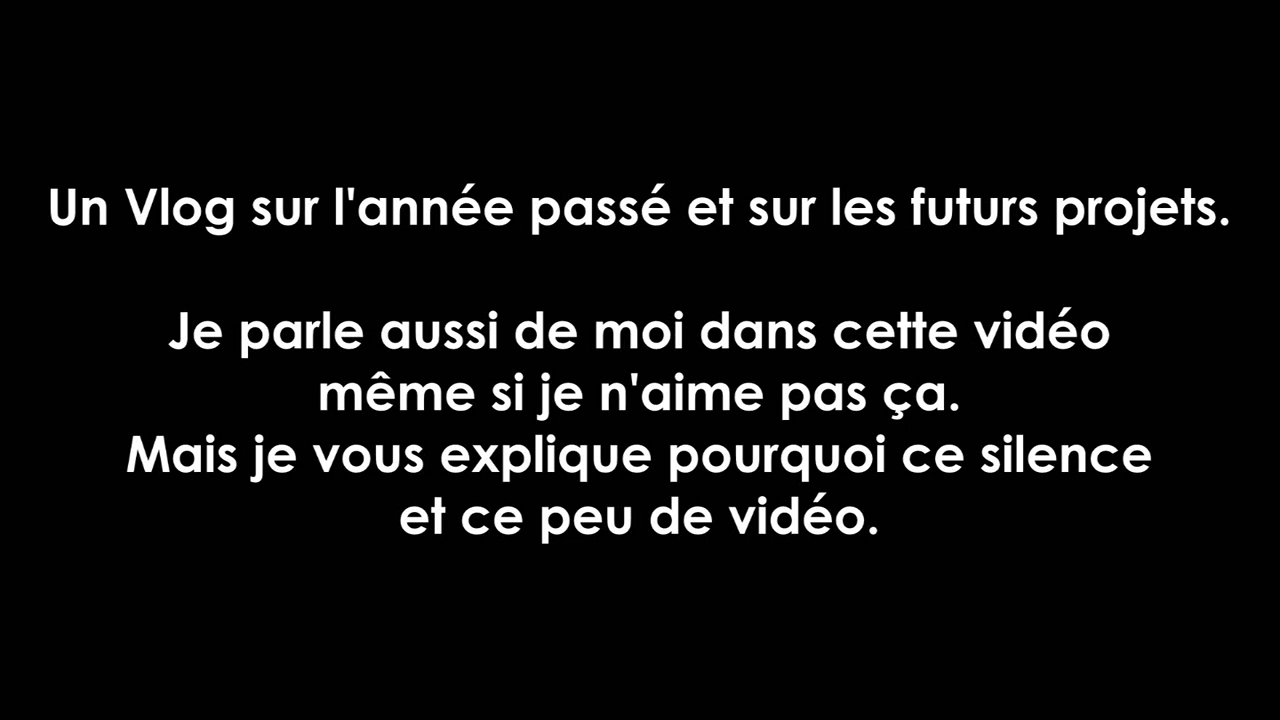 Un Vlog sur l'année passé et sur les futurs projets.
Je parle aussi de moi dans cette vidéo
même si je n'aime pas ça.
Mais je vous explique pourquoi ce silence
et ce peu de vidéo.